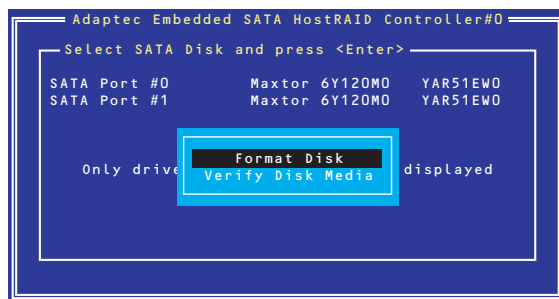 Adaptec Embedded SATA HostRAID Controller#0
Select SATA Disk and press <Enter>
SATA Port #0 Maxtor 6Y120M0 YAR51EW0
SATA Port #1 Maxtor 6Y120M0 YAR51EW0
Format Disk
Only drive displayed
Verify Disk Media